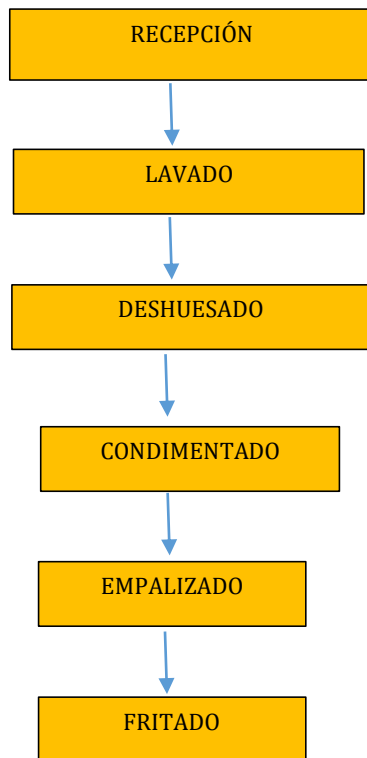 RECEPCIÓN
LAVADO
DESHUESADO
CONDIMENTADO
EMPALIZADO
FRITADO